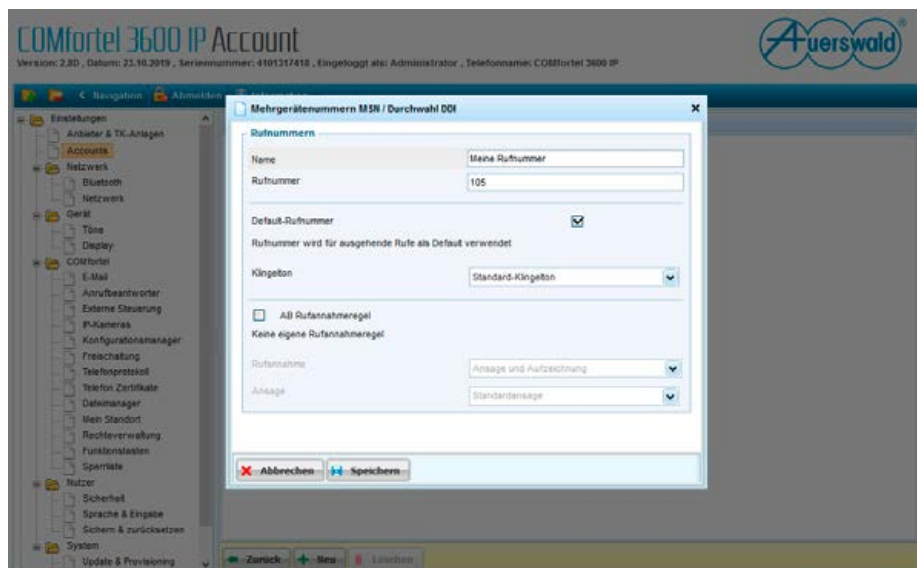 COMfortel 3600 IP Account
Auerswald
Version: 2.8D , Datum: 23.10.2019 , Seriennummer: 4101317418 , Eingeloggt als: Administrator , Telefonname: COMfortel 3600 IP
< Navigation Abmelden Information
Einstellungen
Anbieter & TK-Anlagen
Accounts
Netzwerk
Bluetooth
Netzwerk
Gerät
Töne
Display
COMfortel
E-Mail
Anrufbeantworter
Externe Steuerung
IP-Kameras
Konfigurationsmanager
Freischaltung
Telefonprotokoll
Telefon Zertifikate
Dateimanager
Mein Standort
Rechteverwaltung
Funktionstasten
Sperrliste
Nutzer
Sicherheit
Sprache & Eingabe
Sichern & zurücksetzen
System
Update & Provisioning
Mehrgerätenummern MSN / Durchwahl DDI
Rufnummern
Name Meine Rufnummer
Rufnummer 105
Default-Rufnummer
Rufnummer wird für ausgehende Rufe als Default verwendet
Klingelton Standard-Klingelton
AB Rufannahmeregel
Keine eigene Rufannahmeregel
Rufannahme Ansage und Aufzeichnung
Ansage Standardansage
Abbrechen Speichern
Zurück Neu Löschen